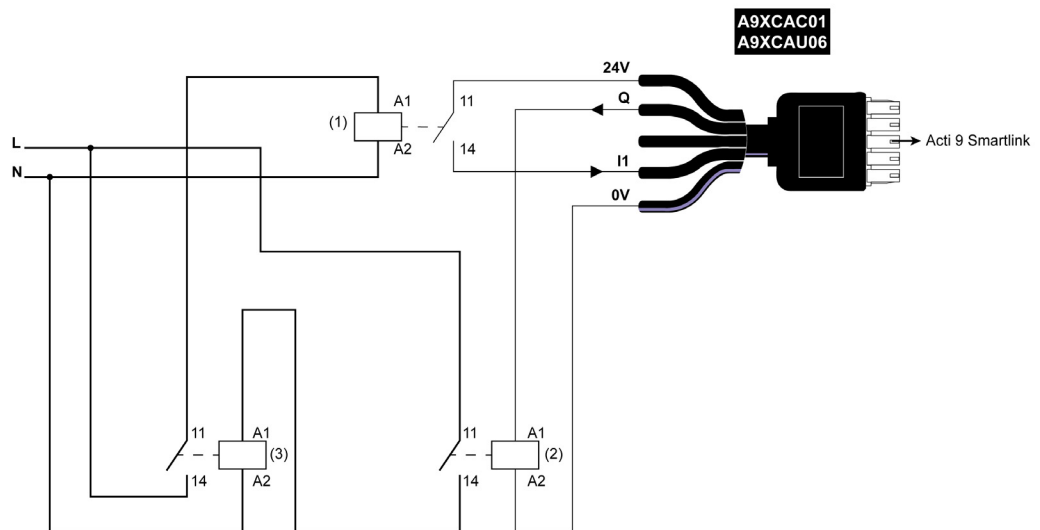 A9XCAC01
A9XCAU06
24V
A1
11
Q
(1)
L
A2
14
Acti 9 Smartlink
N
I1
0V
11
A1
(3)
14
A2
11
A1
(2)
14
A2